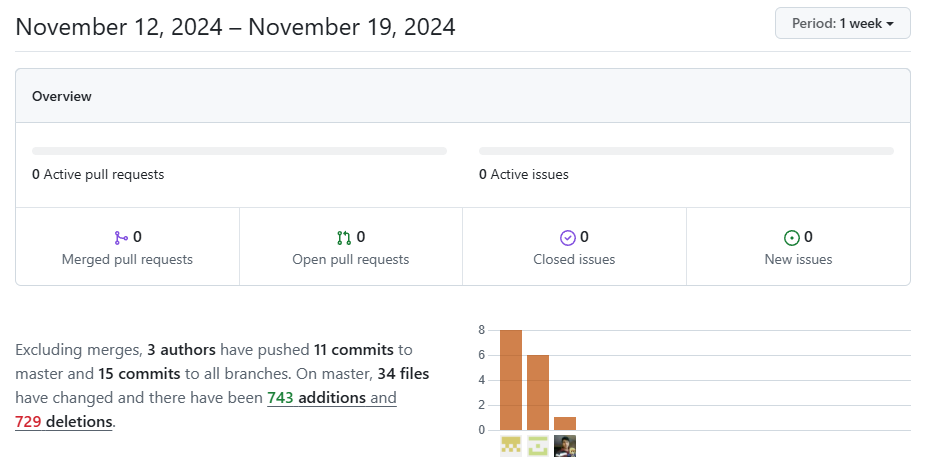 November 12, 2024 – November 19, 2024
Period: 1 week
Overview
0 Active pull requests
0 Active issues
0
Merged pull requests
0
Open pull requests
0
Closed issues
0
New issues
Excluding merges, 3 authors have pushed 11 commits to
master and 15 commits to all branches. On master, 34 files
have changed and there have been 743 additions and
729 deletions.
8
6
4
2
0